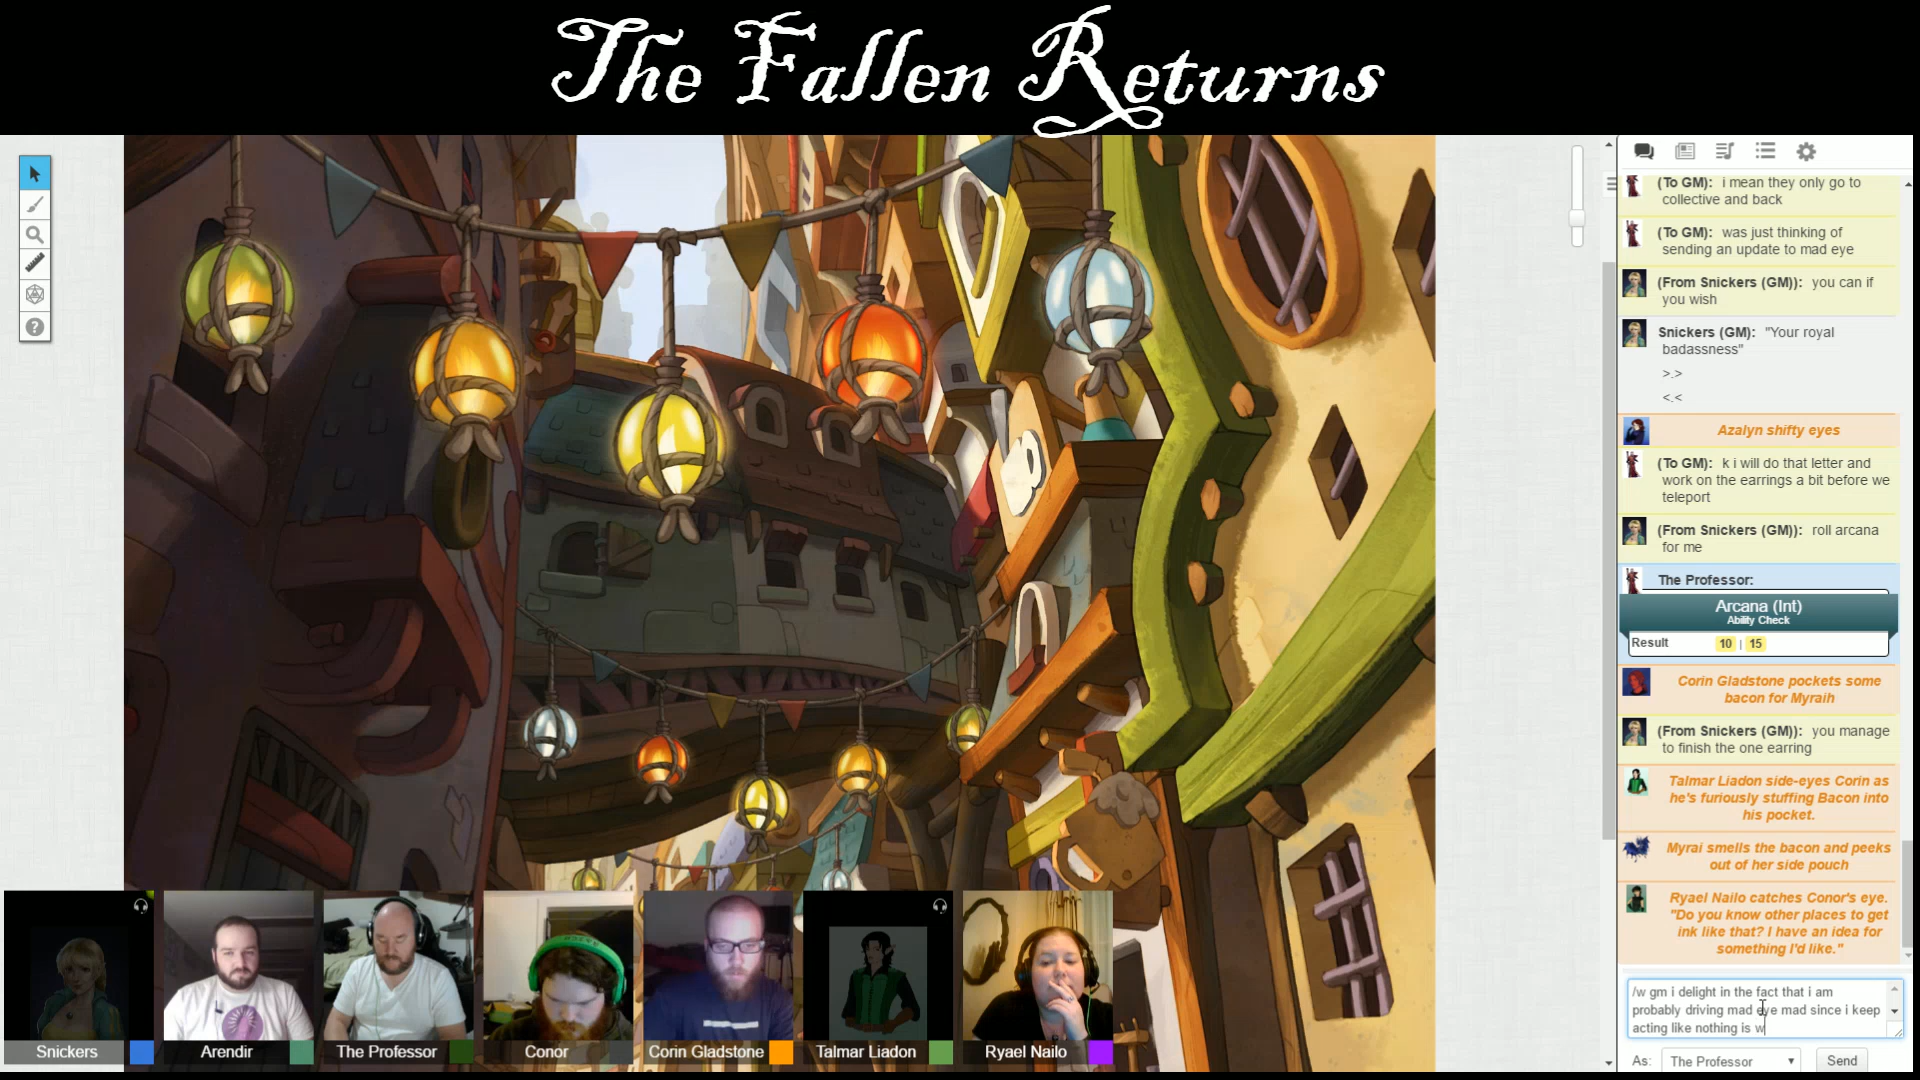 The Fallen Returns
(To GM): i mean they only go to
collective and back
(To GM): was just thinking of
sending an update to mad eye
(From Snickers (GM)): you can if
you wish
Snickers (GM): "Your royal
badassness"
>.>
<.<
Azalyn shifty eyes
(To GM): k i will do that letter and
work on the earrings a bit before we
teleport
(From Snickers (GM)): roll arcana
for me
The Professor:
Arcana (Int)
Ability Check
Result 10 | 15
Corin Gladstone pockets some
bacon for Myraih
(From Snickers (GM)): you manage
to finish the one earring
Talmar Liadon side-eyes Corin as
he's furiously stuffing Bacon into
his pocket.
Myrai smells the bacon and peeks
out of her side pouch
Ryael Nailo catches Conor's eye.
"Do you know other places to get
ink like that? I have an idea for
something I'd like."
/w gm i delight in the fact that i am
probably driving mad eye mad since i keep
acting like nothing is w
As: The Professor Send
Snickers
Arendir
The Professor
Conor
Corin Gladstone
Talmar Liadon
Ryael Nailo